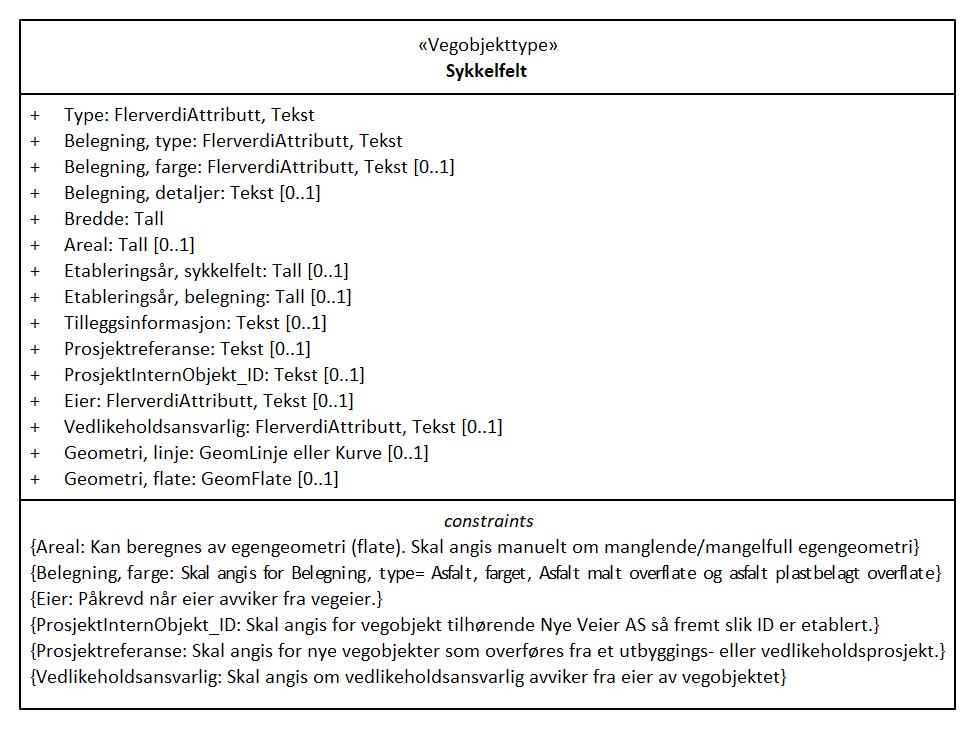 «Vegobjekttype»
Sykkelfelt
+ Type: FlerverdiAttributt, Tekst
+ Belegning, type: FlerverdiAttributt, Tekst
+ Belegning, farge: FlerverdiAttributt, Tekst [0..1]
+ Belegning, detaljer: Tekst [0..1]
+ Bredde: Tall
+ Areal: Tall [0..1]
+ Etableringsår, sykkelfelt: Tall [0..1]
+ Etableringsår, belegning: Tall [0..1]
+ Tilleggsinformasjon: Tekst [0..1]
+ Prosjektreferanse: Tekst [0..1]
+ ProsjektInternObjekt_ID: Tekst [0..1]
+ Eier: FlerverdiAttributt, Tekst [0..1]
+ Vedlikeholdsansvarlig: FlerverdiAttributt, Tekst [0..1]
+ Geometri, linje: GeomLinje eller Kurve [0..1]
+ Geometri, flate: GeomFlate [0..1]
constraints
{Areal: Kan beregnes av egengeometri (flate). Skal angis manuelt om manglende/mangelfull egengeometri}
{Belegning, farge: Skal angis for Belegning, type= Asfalt, farget, Asfalt malt overflate og asfalt plastbelagt overflate}
{Eier: Påkrevd når eier avviker fra vegeier.}
{ProsjektInternObjekt_ID: Skal angis for vegobjekt tilhørende Nye Veier AS så fremt slik ID er etablert.}
{Prosjektreferanse: Skal angis for nye vegobjekter som overføres fra et utbyggings- eller vedlikeholdsprosjekt.}
{Vedlikeholdsansvarlig: Skal angis om vedlikeholdsansvarlig avviker fra eier av vegobjektet}